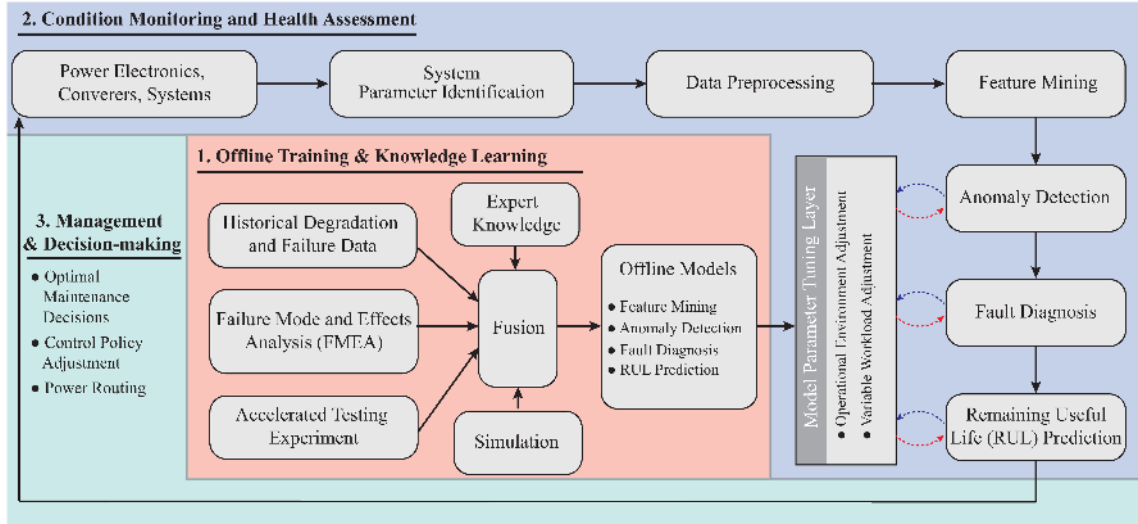 2. Condition Monitoring and Health Assessment
Power Electronics,
Converers, Systems
System
Parameter Identification
Data Preprocessing
Feature Mining
1. Offline Training & Knowledge Learning
Historical Degradation
and Failure Data
Expert
Knowledge
Failure Mode and Effects
Analysis (FMEA)
Fusion
Accelerated Testing
Experiment
Simulation
Offline Models
● Feature Mining
● Anomaly Detection
● Fault Diagnosis
● RUL Prediction
Model Parameter Tuning Layer
● Operational Environment Adjustment
● Variable Workload Adjustment
Anomaly Detection
Fault Diagnosis
Remaining Useful
Life (RUL) Prediction
3. Management
& Decision-making
● Optimal
Maintenance
Decisions
● Control Policy
Adjustment
● Power Routing